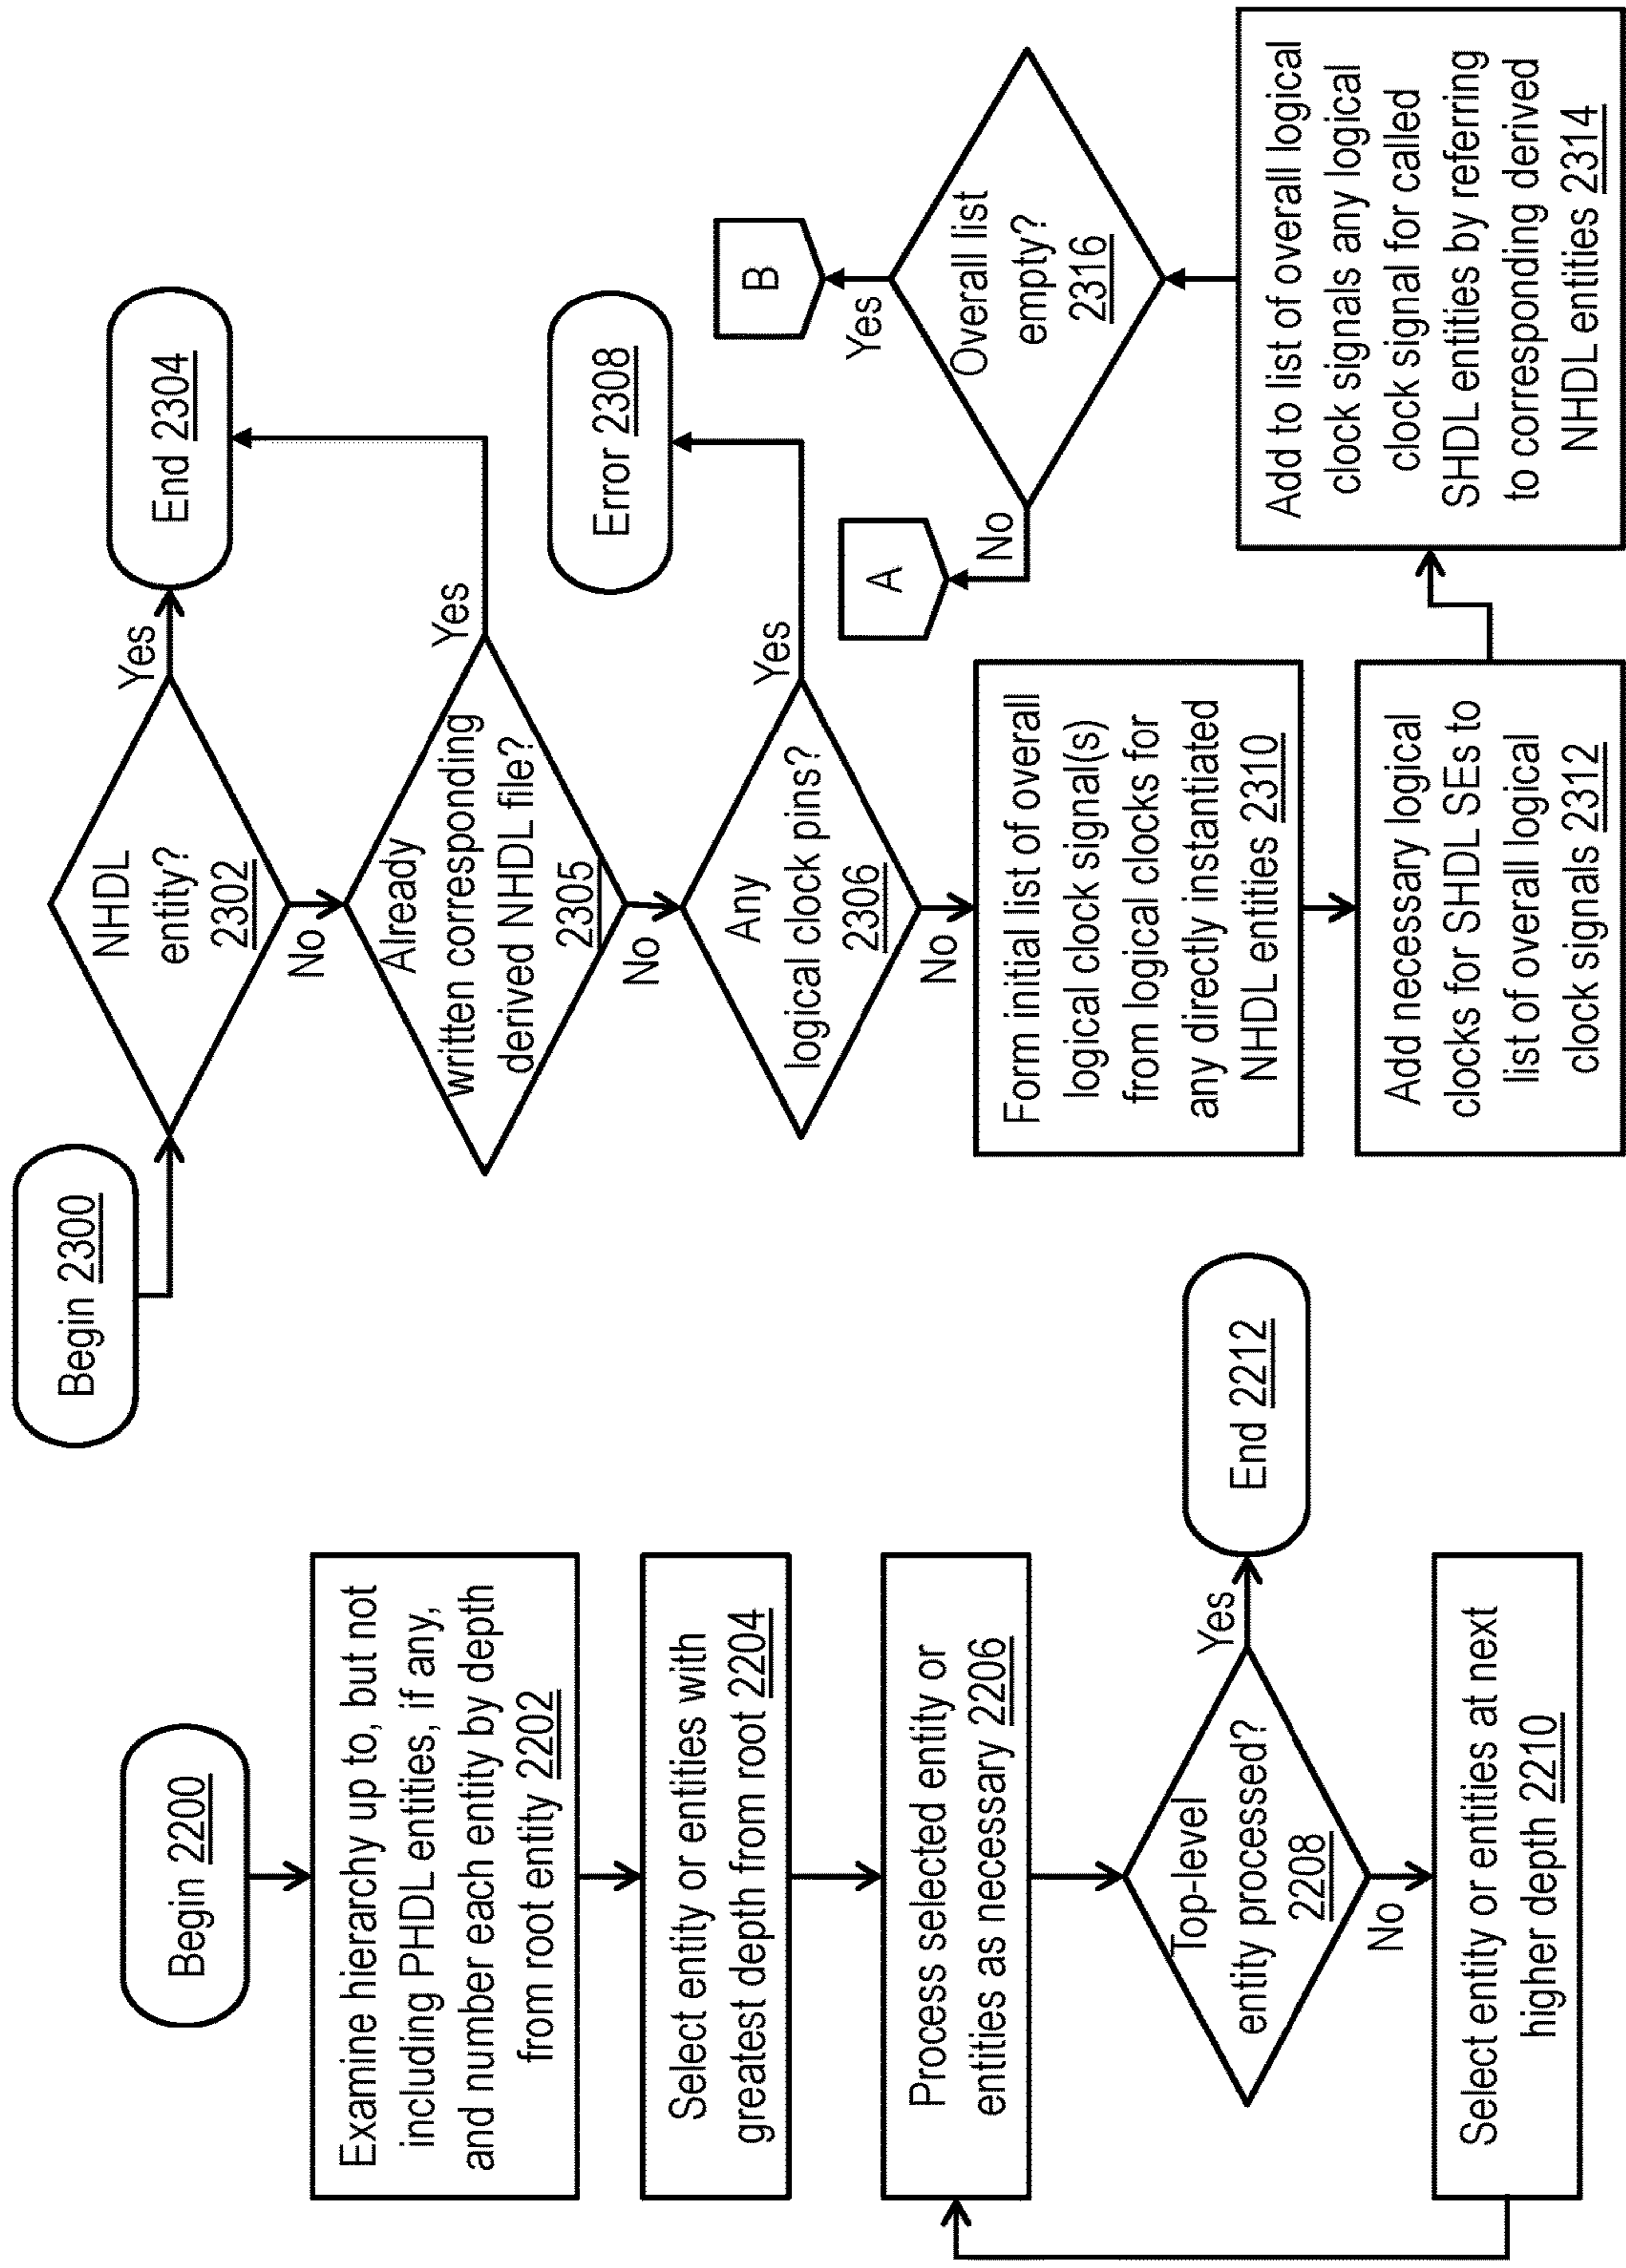 Begin 2200
Examine hierarchy up to, but not
including PHDL entities, if any,
and number each entity by depth
from root entity 2202
Select entity or entities with
greatest depth from root 2204
Process selected entity or
entities as necessary 2206
Top-level
entity processed?
2208
Yes
End 2212
No
Select entity or entities at next
higher depth 2210
Begin 2300
NHDL
entity?
2302
Yes
End 2304
No
Already
written corresponding
derived NHDL file?
2305
Yes
No
Any
logical clock pins?
2306
Yes
Error 2308
No
Form initial list of overall
logical clock signal(s)
from logical clocks for
any directly instantiated
NHDL entities 2310
Add necessary logical
clocks for SHDL SEs to
list of overall logical
clock signals 2312
Add to list of overall logical
clock signals any logical
clock signal for called
SHDL entities by referring
to corresponding derived
NHDL entities 2314
Overall list
empty?
2316
Yes
B
No
A